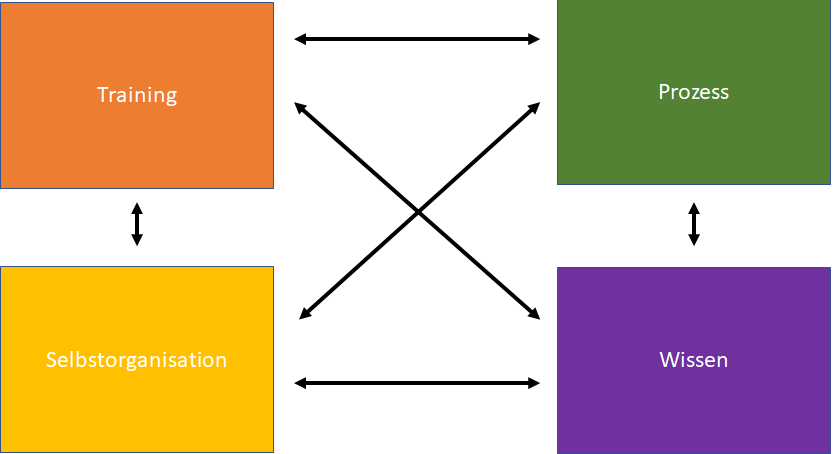 Training
Prozess
Selbstorganisation
Wissen